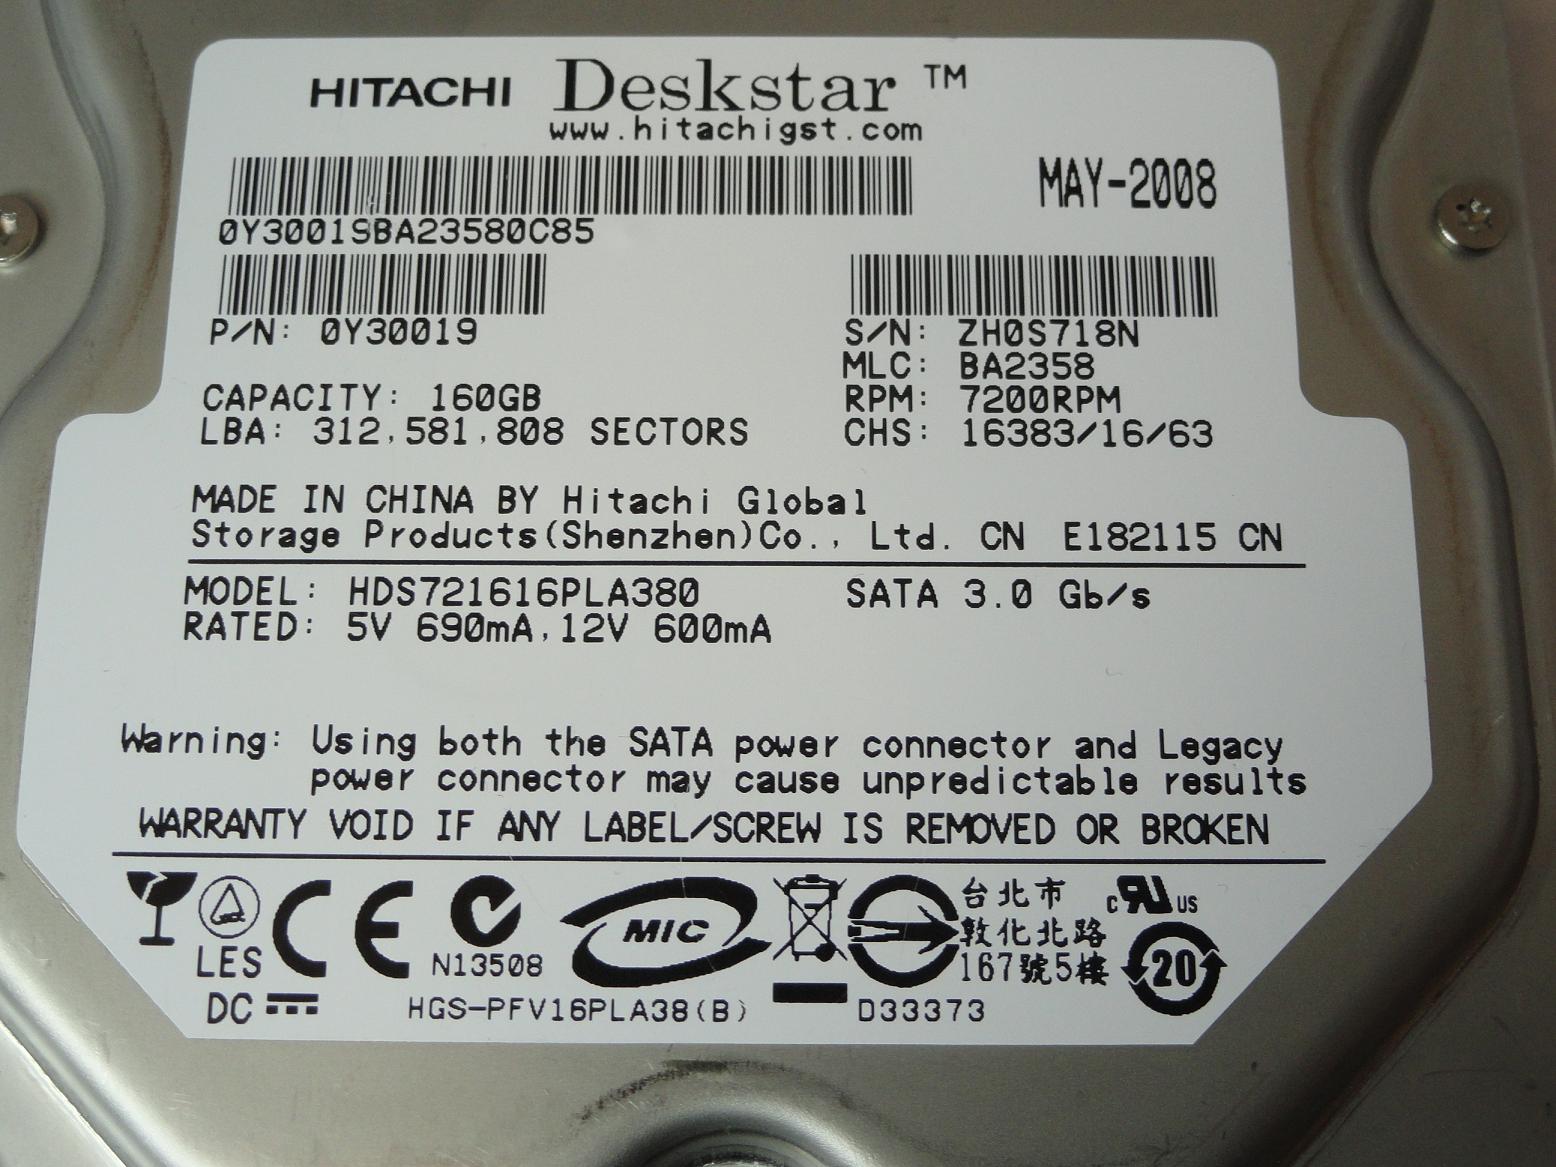 HITACHI Deskstar ™
www.hitachigst.com
MAY-2008
0Y30019BA23580C85
P/N: 0Y30019
S/N: ZH0S718N
MLC: BA2358
CAPACITY: 160GB
RPM: 7200RPM
LBA: 312,581,808 SECTORS
CHS: 16383/16/63
MADE IN CHINA BY Hitachi Global
Storage Products(Shenzhen)Co., Ltd. CN E182115 CN
MODEL: HDS721616PLA380 SATA 3.0 Gb/s
RATED: 5V 690mA,12V 600mA
Warning: Using both the SATA power connector and Legacy
power connector may cause unpredictable results
WARRANTY VOID IF ANY LABEL/SCREW IS REMOVED OR BROKEN
LES
DC
CE
N13508
MIC
HGS-PFV16PLA38(B)
D33373
台北市
敦化北路
167號5樓
c RU US
20